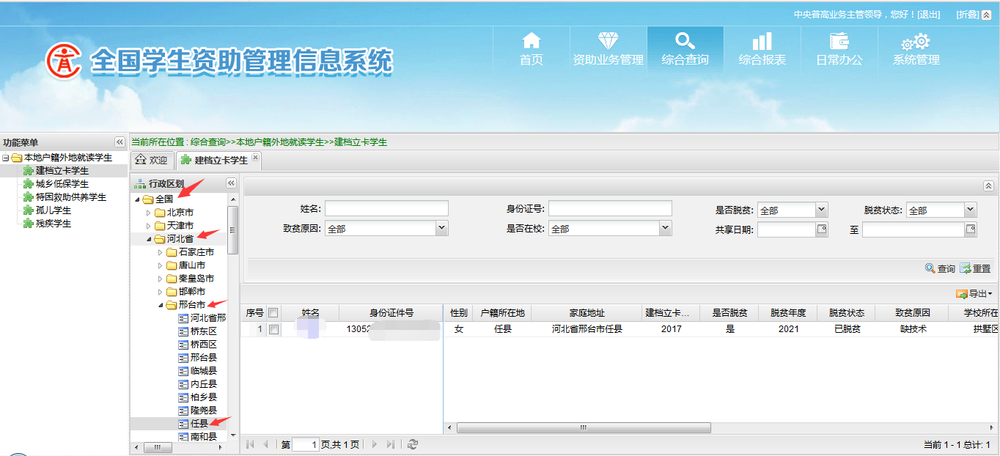 中央普高业务主管领导，您好！[退出] [折叠]
全国学生资助管理信息系统
首页 资助业务管理 综合查询 综合报表 日常办公 系统管理
功能菜单
本地户籍外地就读学生
建档立卡学生
城乡低保学生
特困救助供养学生
孤儿学生
残疾学生
当前所在位置：综合查询>>本地户籍外地就读学生>>建档立卡学生
欢迎 建档立卡学生
行政区划
全国
北京市
天津市
河北省
石家庄市
唐山市
秦皇岛市
邯郸市
邢台市
河北省邢
桥东区
桥西区
邢台县
临城县
内丘县
柏乡县
隆尧县
任县
南和县
姓名: 身份证号: 是否脱贫: 全部 脱贫状态: 全部
致贫原因: 全部 是否在校: 全部 共享日期: 至
查询 重置
导出
序号 姓名 身份证件号 性别 户籍所在地 家庭地址 建档立卡... 是否脱贫 脱贫年度 脱贫状态 致贫原因 学校所在
1 13052 女 任县 河北省邢台市任县 2017 是 2021 已脱贫 缺技术 拱墅区
第 1 页,共 1 页
当前 1 - 1 总计: 1